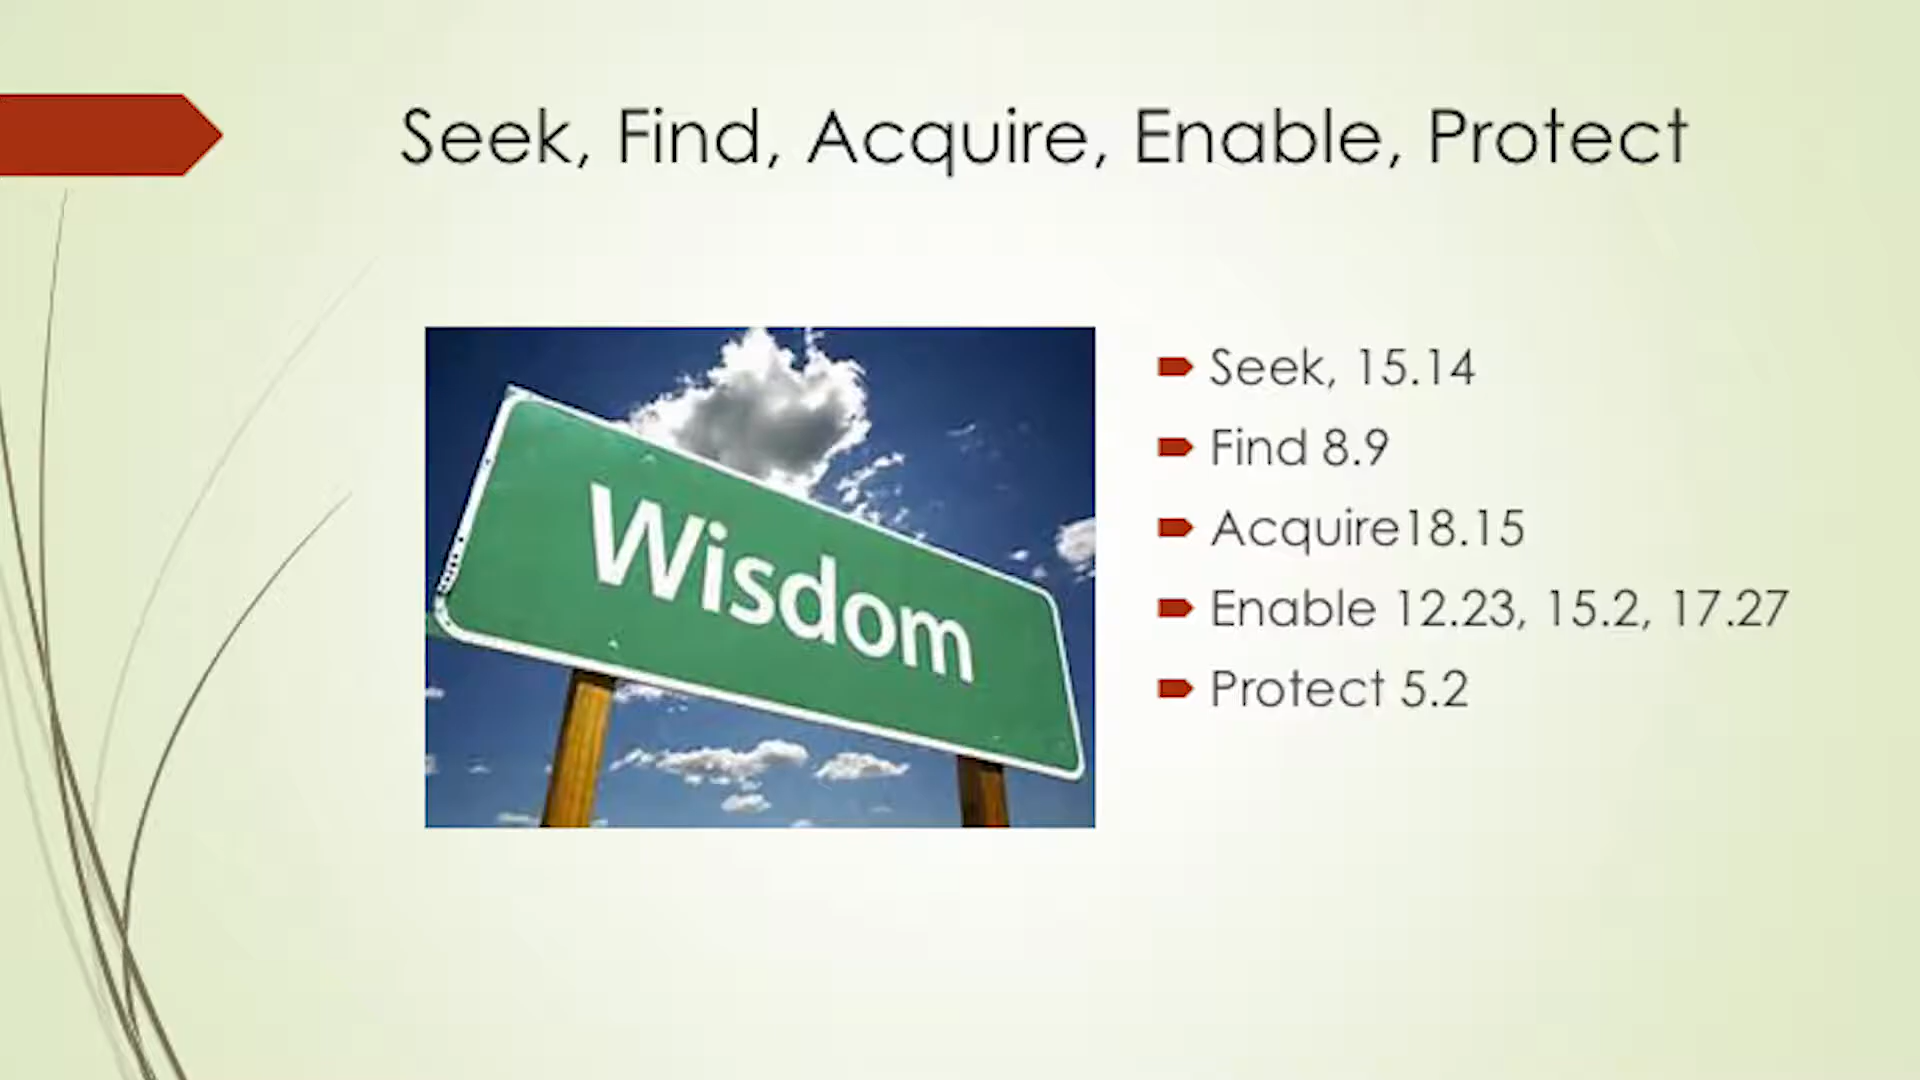 Seek, Find, Acquire, Enable, Protect
Wisdom
Seek, 15.14
Find 8.9
Acquire18.15
Enable 12.23, 15.2, 17.27
Protect 5.2